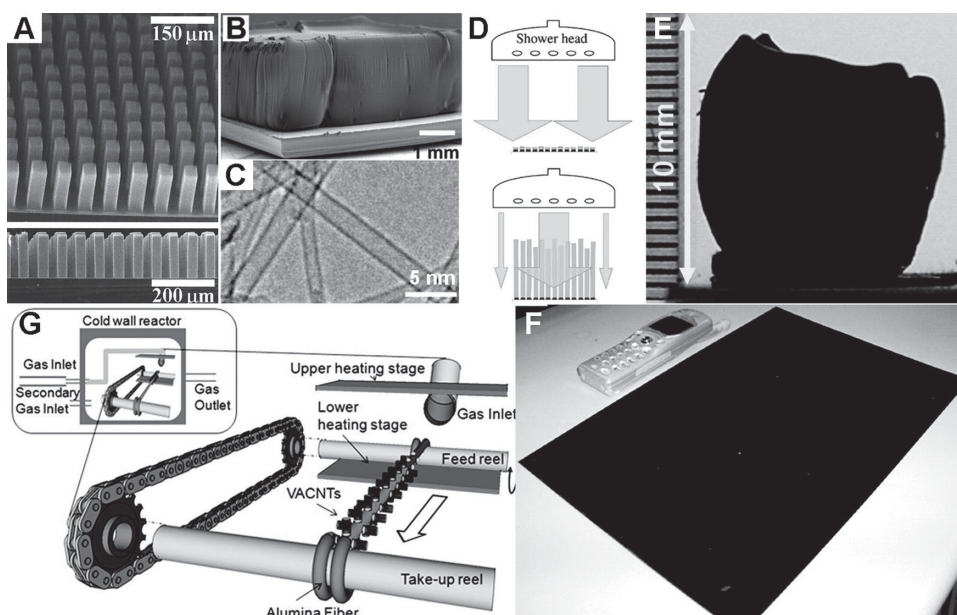 A
150 µm
200 µm
B
1 mm
C
5 nm
D
Shower head
E
10 mm
F
G
Cold wall reactor
Gas Inlet
Secondary
Gas Inlet
Gas
Outlet
Upper heating stage
Gas Inlet
Lower
heating stage
Feed reel
VACNTs
Take-up reel
Alumina Fiber